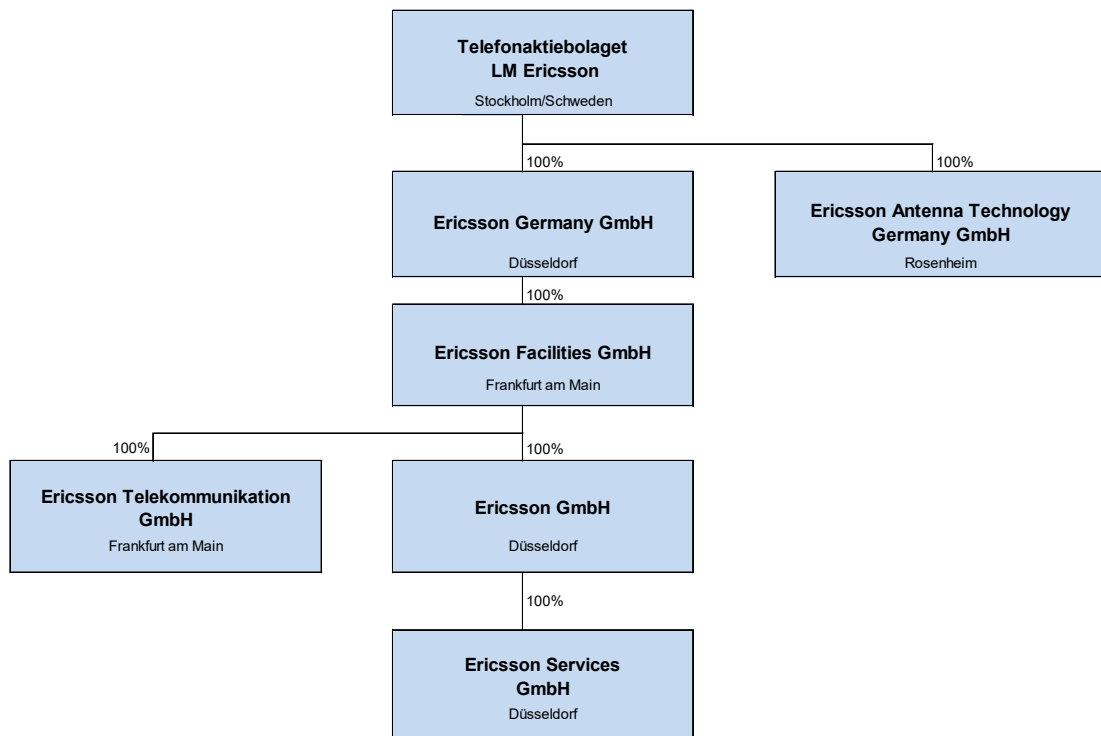 Telefonaktiebolaget
LM Ericsson
Stockholm/Schweden
100%
100%
Ericsson Germany GmbH
Düsseldorf
Ericsson Antenna Technology
Germany GmbH
Rosenheim
100%
Ericsson Facilities GmbH
Frankfurt am Main
100%
100%
Ericsson Telekommunikation
GmbH
Frankfurt am Main
Ericsson GmbH
Düsseldorf
100%
Ericsson Services
GmbH
Düsseldorf